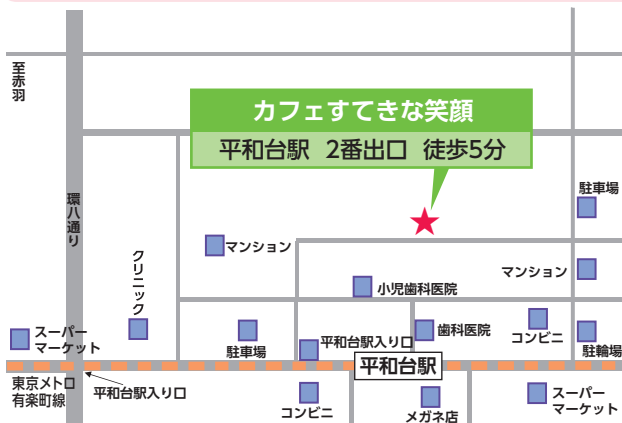 至赤羽
カフェすてきな笑顔
平和台駅 2番出口 徒歩5分
環八通り
駐車場
マンション
クリニック
マンション
小児歯科医院
スーパー
マーケット
駐車場
平和台駅入り口
歯科医院
コンビニ
駐輪場
平和台駅
東京メトロ
有楽町線
平和台駅入り口
コンビニ
メガネ店
スーパー
マーケット